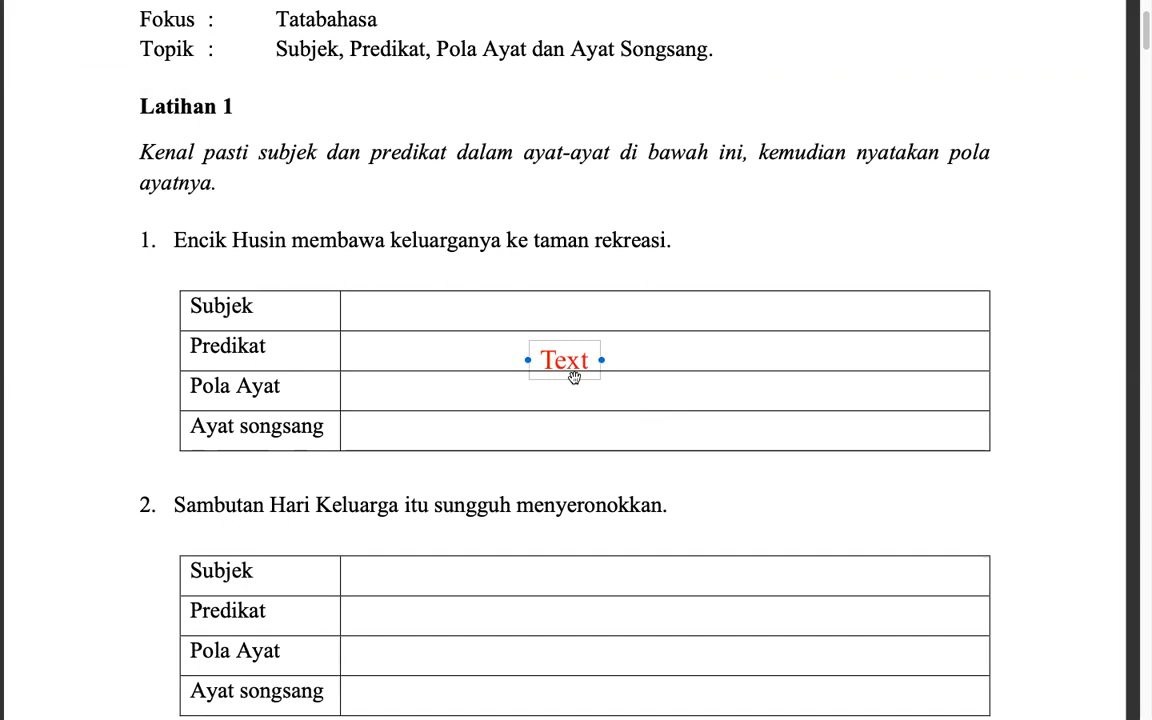 Fokus : Tatabahasa
Topik : Subjek, Predikat, Pola Ayat dan Ayat Songsang.
Latihan 1
Kenal pasti subjek dan predikat dalam ayat-ayat di bawah ini, kemudian nyatakan pola
ayatnya.
1. Encik Husin membawa keluarganya ke taman rekreasi.
Subjek
Predikat
Text
Pola Ayat
Ayat songsang
2. Sambutan Hari Keluarga itu sungguh menyeronokkan.
Subjek
Predikat
Pola Ayat
Ayat songsang